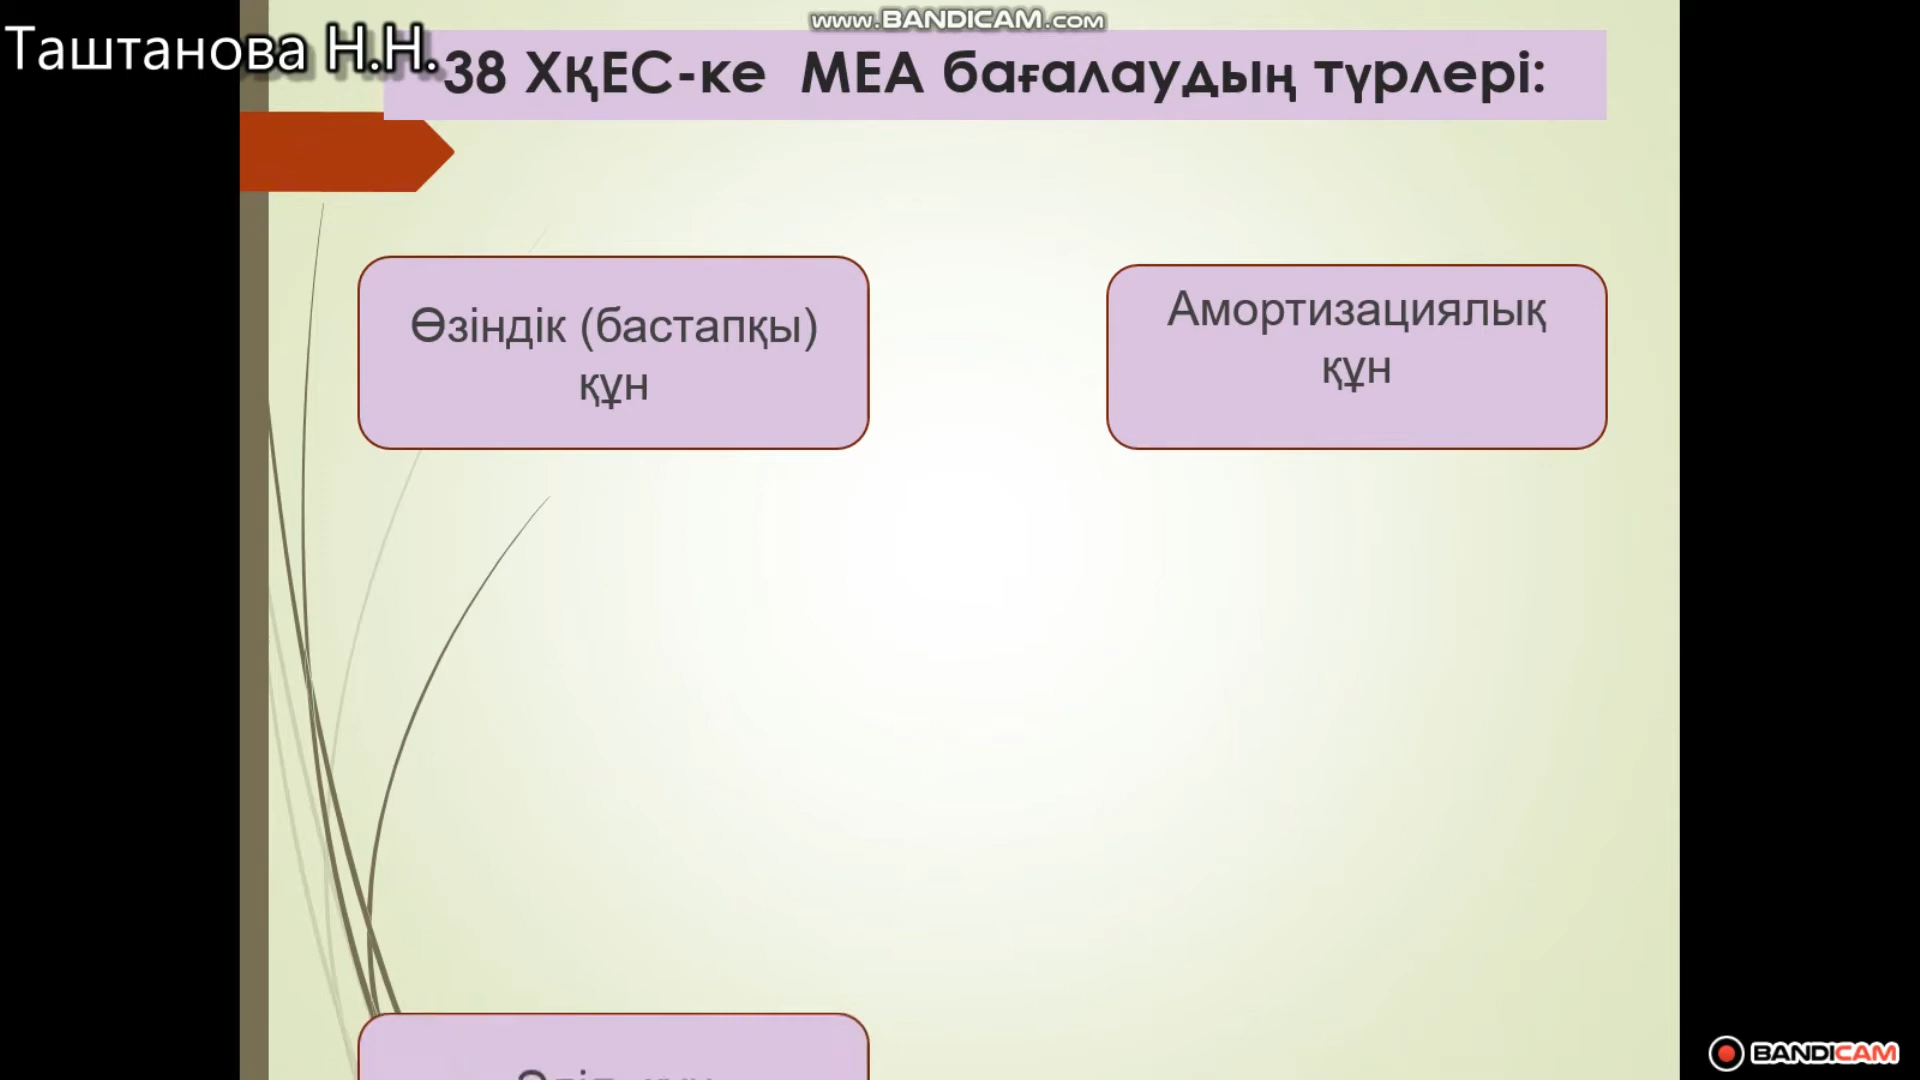 www.BANDICAM.com
Таштанова Н.Н.
38 ХҚЕС-ке МЕА бағалаудың түрлері:
Өзіндік (бастапқы)
құн
Амортизациялық
құн
BANDICAM